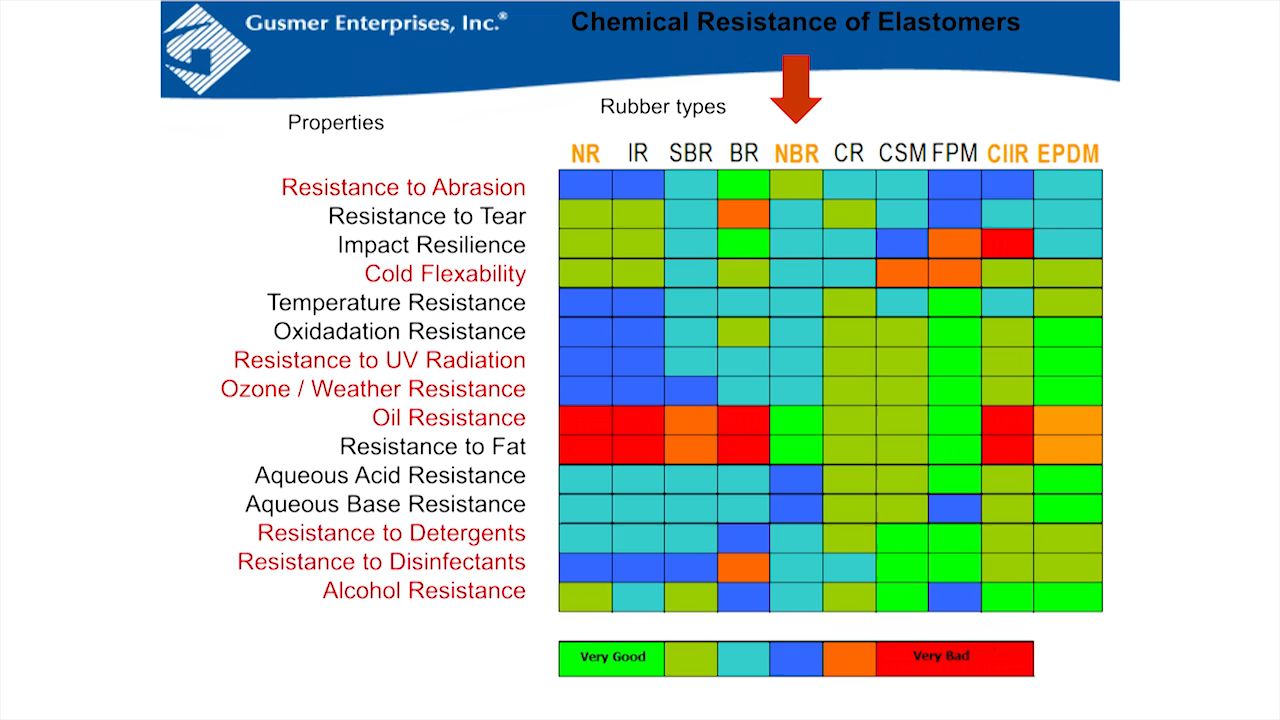 Gusmer Enterprises, Inc.®
Chemical Resistance of Elastomers
Rubber types
Properties
NR IR SBR BR NBR CR CSM FPM CIIR EPDM
Resistance to Abrasion
Resistance to Tear
Impact Resilience
Cold Flexability
Temperature Resistance
Oxidadation Resistance
Resistance to UV Radiation
Ozone / Weather Resistance
Oil Resistance
Resistance to Fat
Aqueous Acid Resistance
Aqueous Base Resistance
Resistance to Detergents
Resistance to Disinfectants
Alcohol Resistance
Very Good Very Bad